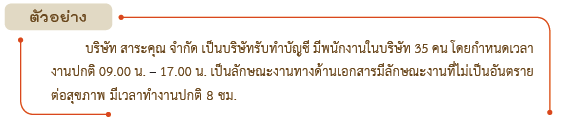 ตัวอย่าง
บริษัท สาระคุณ จำกัด เป็นบริษัทรับทำบัญชี มีพนักงานในบริษัท 35 คน โดยกำหนดเวลา
งานปกติ 09.00 น. – 17.00 น. เป็นลักษณะงานทางด้านเอกสารมีลักษณะงานที่ไม่เป็นอันตราย
ต่อสุขภาพ มีเวลาทำงานปกติ 8 ชม.